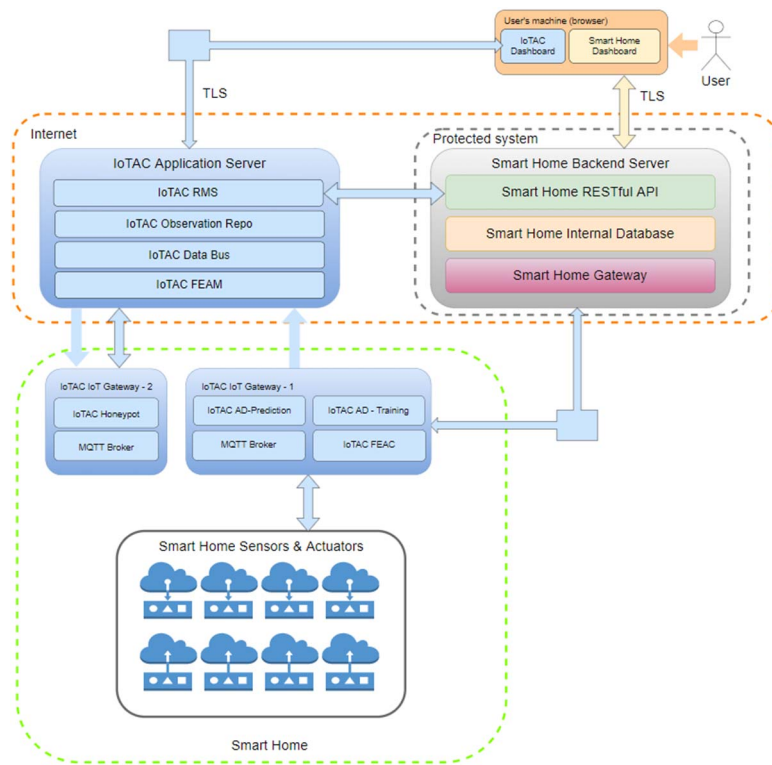 User's machine (browser)
IoTAC
Dashboard
Smart Home
Dashboard
User
TLS
TLS
Internet
Protected system
IoTAC Application Server
IoTAC RMS
IoTAC Observation Repo
IoTAC Data Bus
IoTAC FEAM
Smart Home Backend Server
Smart Home RESTful API
Smart Home Internal Database
Smart Home Gateway
IoTAC IoT Gateway - 2
IoTAC Honeypot
MQTT Broker
IoTAC IoT Gateway - 1
IoTAC AD-Prediction
IoTAC AD - Training
MQTT Broker
IoTAC FEAC
Smart Home Sensors & Actuators
Smart Home